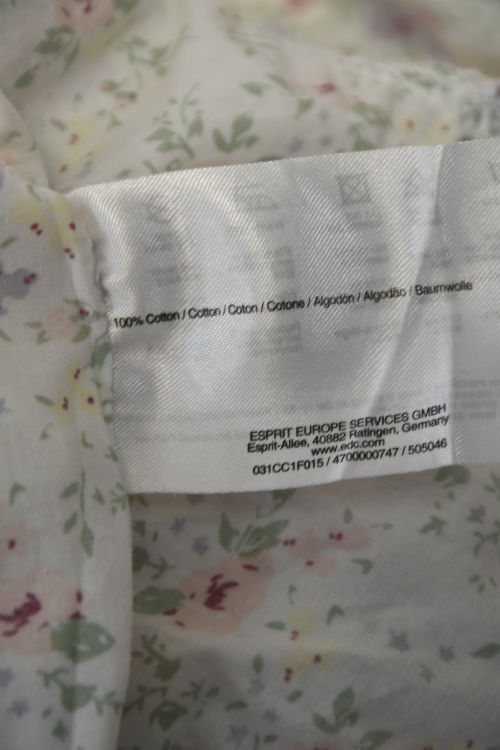 100% Cotton / Cotton / Coton / Cotone / Algodón / Algodão / Baumwolle
ESPRIT EUROPE SERVICES GMBH
Esprit-Allee, 40882 Ratingen, Germany
www.edc.com
031CC1F015 / 4700000747 / 505046